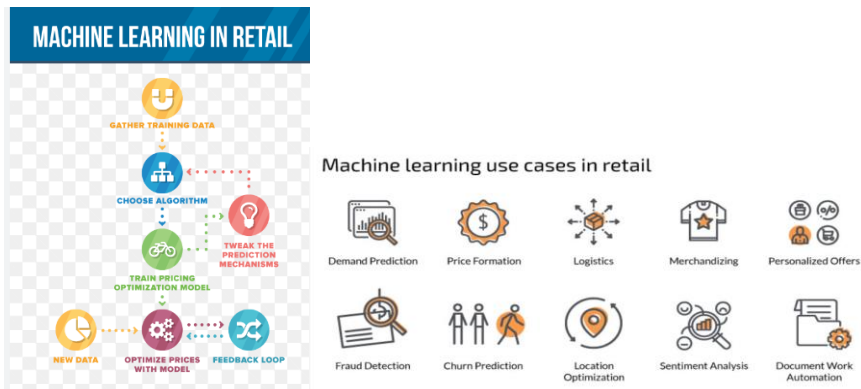 MACHINE LEARNING IN RETAIL
GATHER TRAINING DATA
CHOOSE ALGORITHM
TWEAK THE
PREDICTION
MECHANISMS
TRAIN PRICING
OPTIMIZATION MODEL
NEW DATA
OPTIMIZE PRICES
WITH MODEL
FEEDBACK LOOP
Machine learning use cases in retail
$
Demand Prediction
Price Formation
Logistics
Merchandizing
%
Personalized Offers
Fraud Detection
Churn Prediction
Location
Optimization
Sentiment Analysis
Document Work
Automation